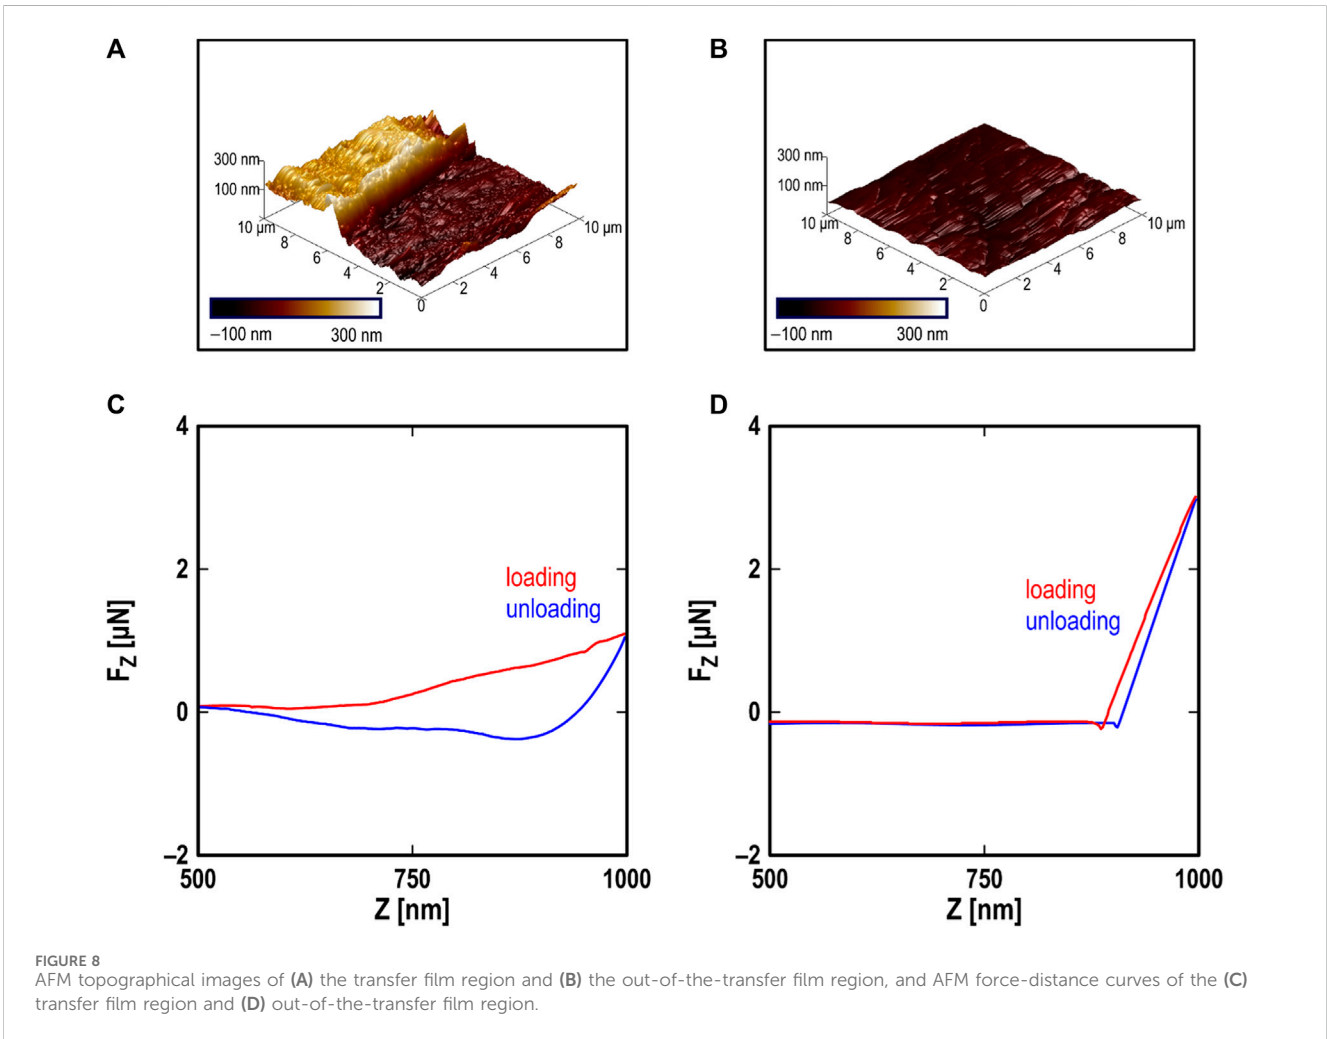 A
300 nm
100 nm
10 µm
8
6
4
2
0
2
4
6
8
10 µm
–100 nm
300 nm
B
300 nm
100 nm
10 µm
8
6
4
2
0
2
4
6
8
10 µm
–100 nm
300 nm
C
4
2
0
–2
500
750
1000
F_Z [µN]
Z [nm]
loading
unloading
D
4
2
0
–2
500
750
1000
F_Z [µN]
Z [nm]
loading
unloading
FIGURE 8
AFM topographical images of (A) the transfer film region and (B) the out-of-the-transfer film region, and AFM force-distance curves of the (C)
transfer film region and (D) out-of-the-transfer film region.